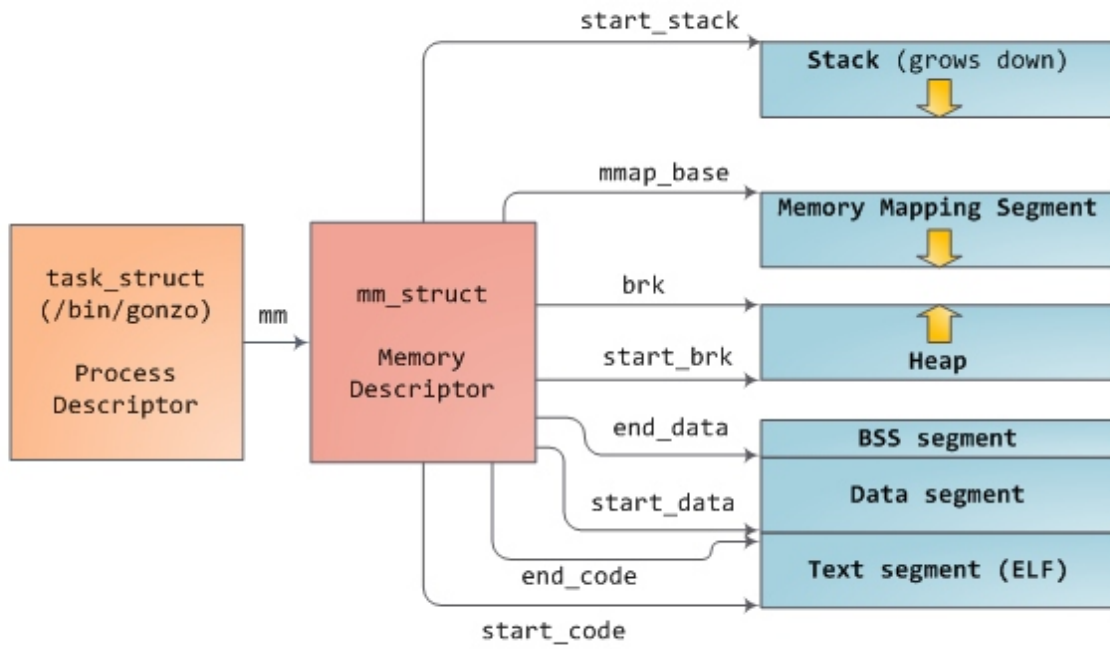 start_stack
Stack (grows down)
mmap_base
Memory Mapping Segment
task_struct
(/bin/gonzo)
Process
Descriptor
mm
mm_struct
Memory
Descriptor
brk
start_brk
Heap
end_data
BSS segment
start_data
Data segment
end_code
Text segment (ELF)
start_code